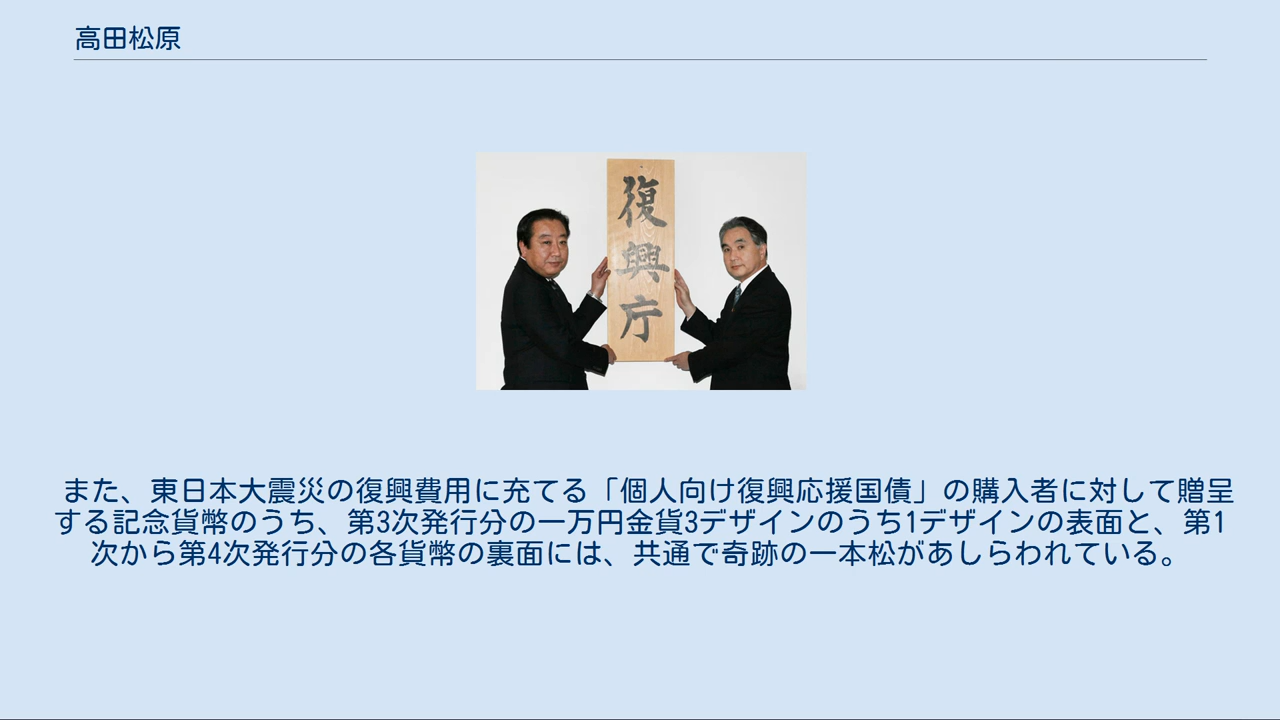 高田松原
復興庁
また、東日本大震災の復興費用に充てる「個人向け復興応援国債」の購入者に対して贈呈
する記念貨幣のうち、第3次発行分の一万円金貨3デザインのうち1デザインの表面と、第1
次から第4次発行分の各貨幣の裏面には、共通で奇跡の一本松があしらわれている。